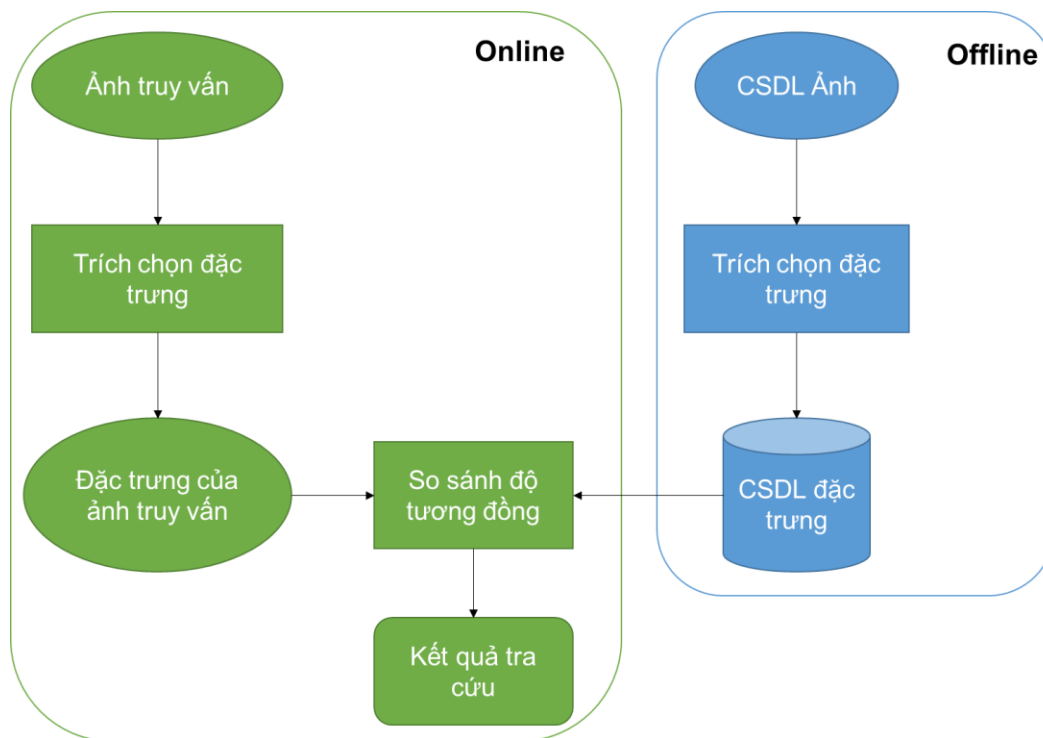 Online
Ảnh truy vấn
Trích chọn đặc
trưng
Đặc trưng của
ảnh truy vấn
So sánh độ
tương đồng
Kết quả tra
cứu
Offline
CSDL Ảnh
Trích chọn đặc
trưng
CSDL đặc
trưng